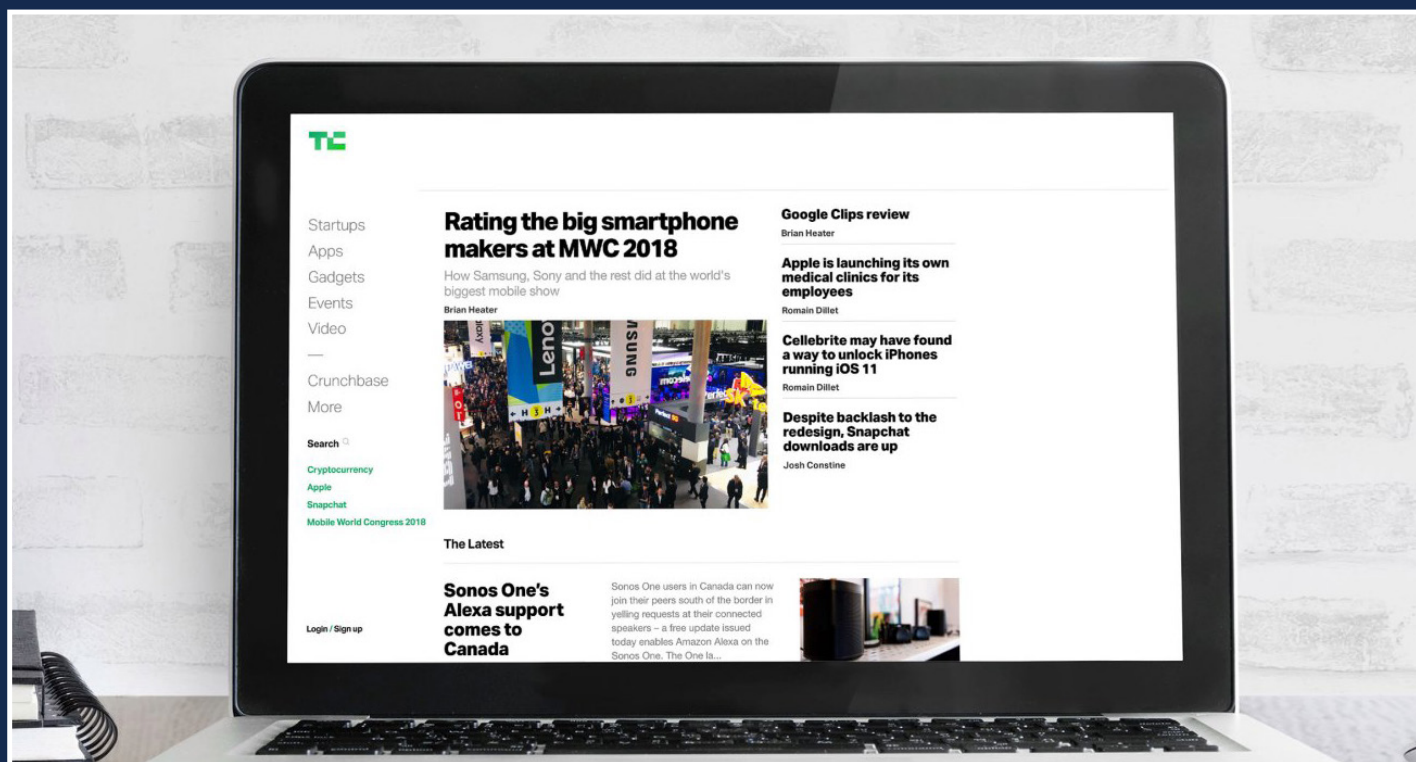 TC
Startups
Apps
Gadgets
Events
Video
—
Crunchbase
More
Search
Cryptocurrency
Apple
Snapchat
Mobile World Congress 2018
Login / Sign up
Rating the big smartphone
makers at MWC 2018
How Samsung, Sony and the rest did at the world's
biggest mobile show
Brian Heater
Leno
MSUNG
H 3 H
Google Clips review
Brian Heater
Apple is launching its own
medical clinics for its
employees
Romain Dillet
Cellebrite may have found
a way to unlock iPhones
running iOS 11
Romain Dillet
Despite backlash to the
redesign, Snapchat
downloads are up
Josh Constine
The Latest
Sonos One's
Alexa support
comes to
Canada
Sonos One users in Canada can now
join their peers south of the border in
yelling requests at their connected
speakers – a free update issued
today enables Amazon Alexa on the
Sonos One. The One la...